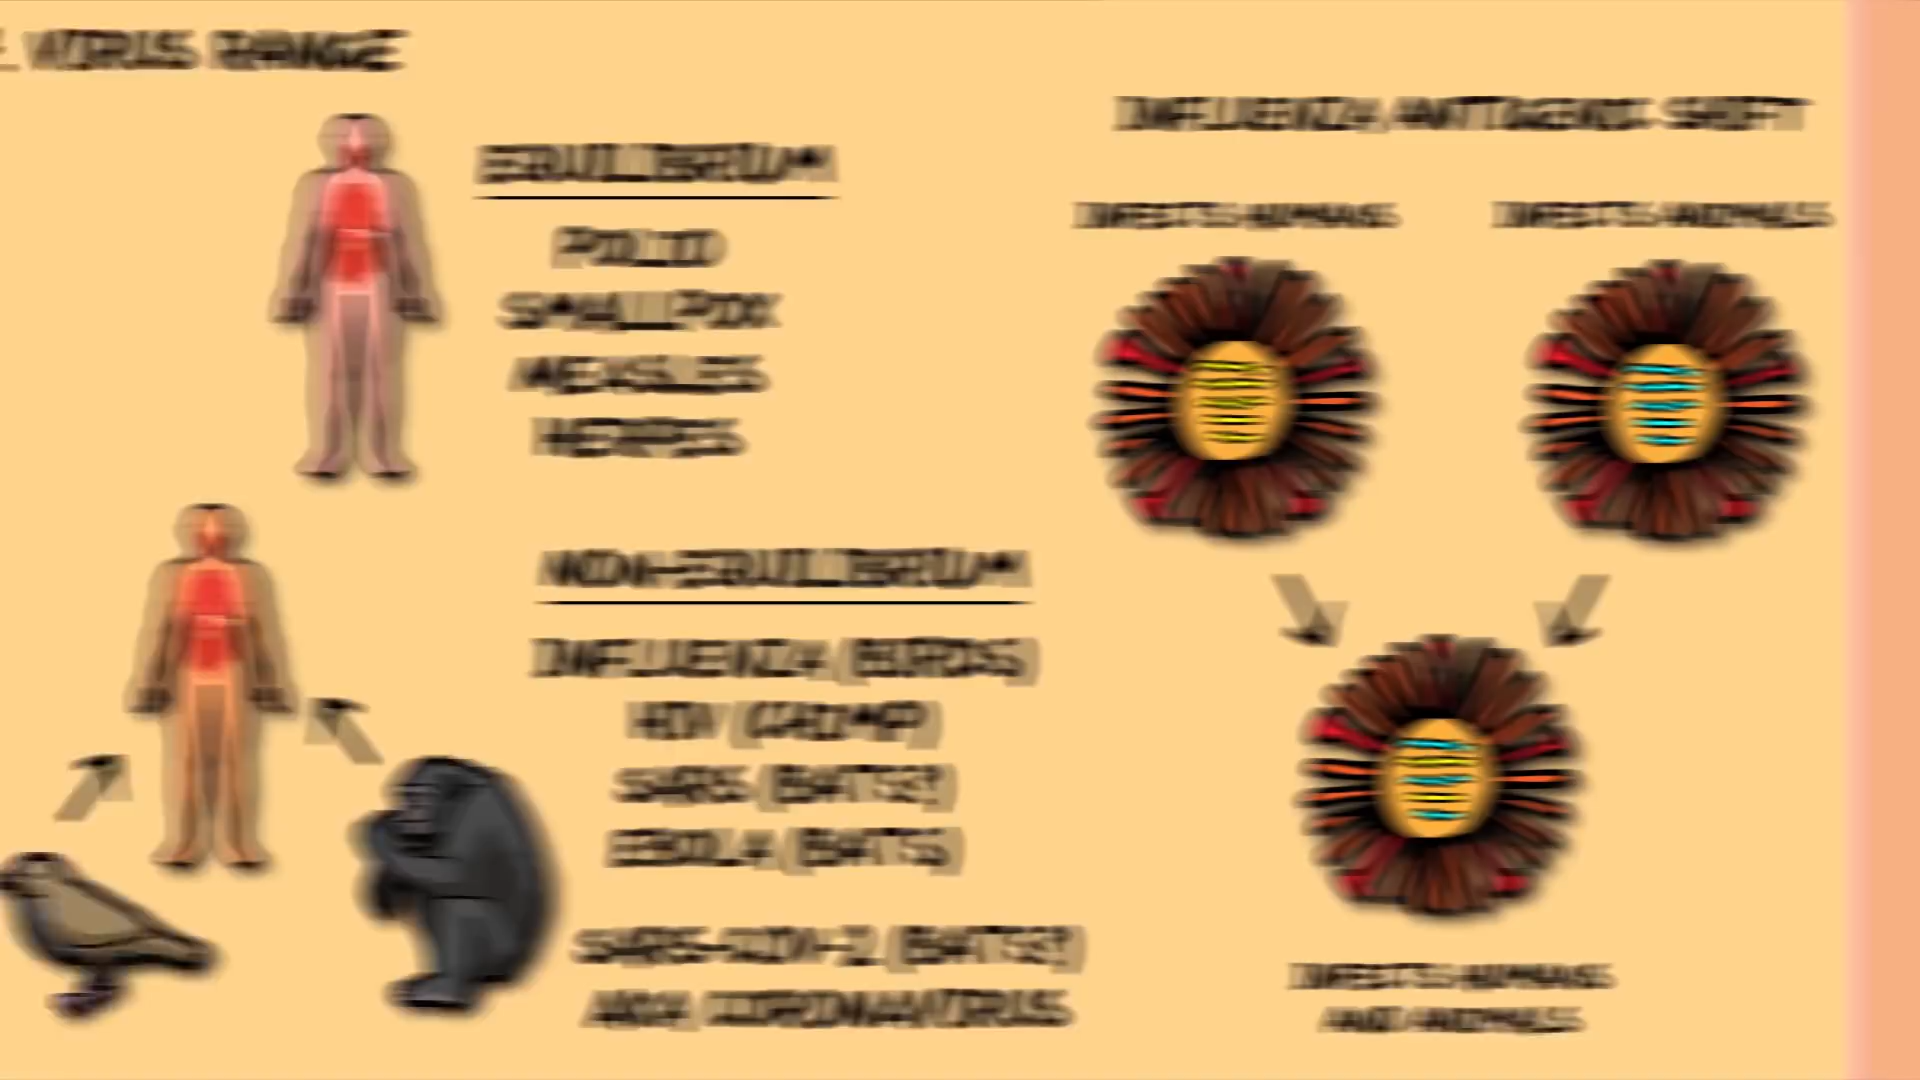 VIRUS RANGE
EQUILIBRIUM
POLIO
SMALLPOX
MEASLES
HERPES
NON-EQUILIBRIUM
INFLUENZA (BIRDS)
HIV (CHIMP)
SARS (BATS?)
EBOLA (BATS)
SARS-COV-2 (BATS?)
AKA CORONAVIRUS
INFLUENZA ANTIGENIC SHIFT
INFECTS HUMANS
INFECTS ANIMALS
INFECTS HUMANS
AND ANIMALS